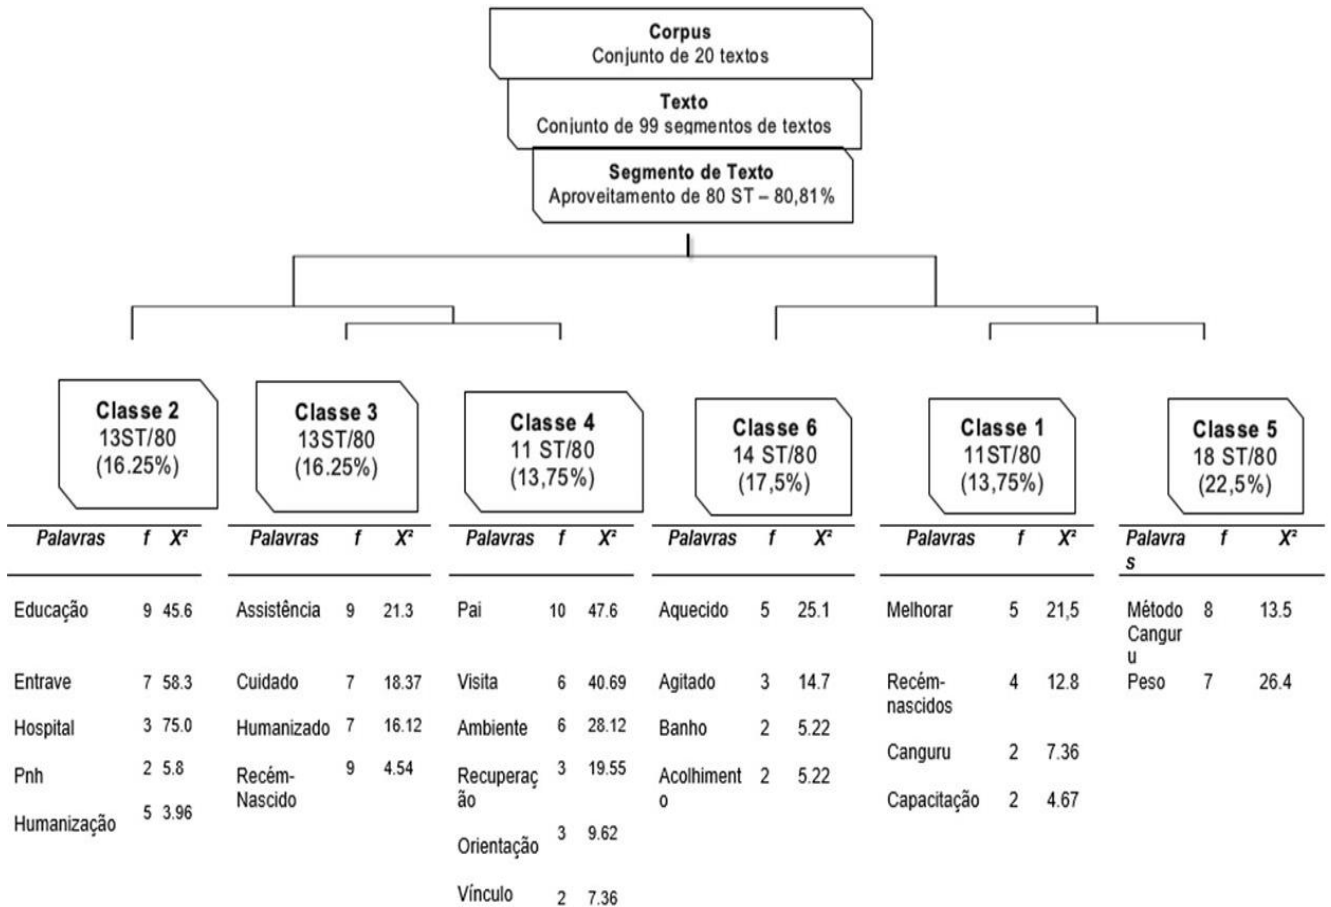 Corpus
Conjunto de 20 textos
Texto
Conjunto de 99 segmentos de textos
Segmento de Texto
Aproveitamento de 80 ST – 80,81%
Classe 2
13ST/80
(16.25%)
Palavras f X²
Educação 9 45.6
Entrave 7 58.3
Hospital 3 75.0
Pnh 2 5.8
Humanização 5 3.96
Classe 3
13ST/80
(16.25%)
Palavras f X²
Assistência 9 21.3
Cuidado 7 18.37
Humanizado 7 16.12
Recém- 9 4.54
Nascido
Classe 4
11 ST/80
(13,75%)
Palavras f X²
Pai 10 47.6
Visita 6 40.69
Ambiente 6 28.12
Recuperaç 3 19.55
ão
Orientação 3 9.62
Vínculo 2 7.36
Classe 6
14 ST/80
(17,5%)
Palavras f X²
Aquecido 5 25.1
Agitado 3 14.7
Banho 2 5.22
Acolhiment 2 5.22
o
Classe 1
11ST/80
(13,75%)
Palavras f X²
Melhorar 5 21,5
Recém- 4 12.8
nascidos
Canguru 2 7.36
Capacitação 2 4.67
Classe 5
18 ST/80
(22,5%)
Palavra f X²
s
Método 8 13.5
Cangur
u
Peso 7 26.4